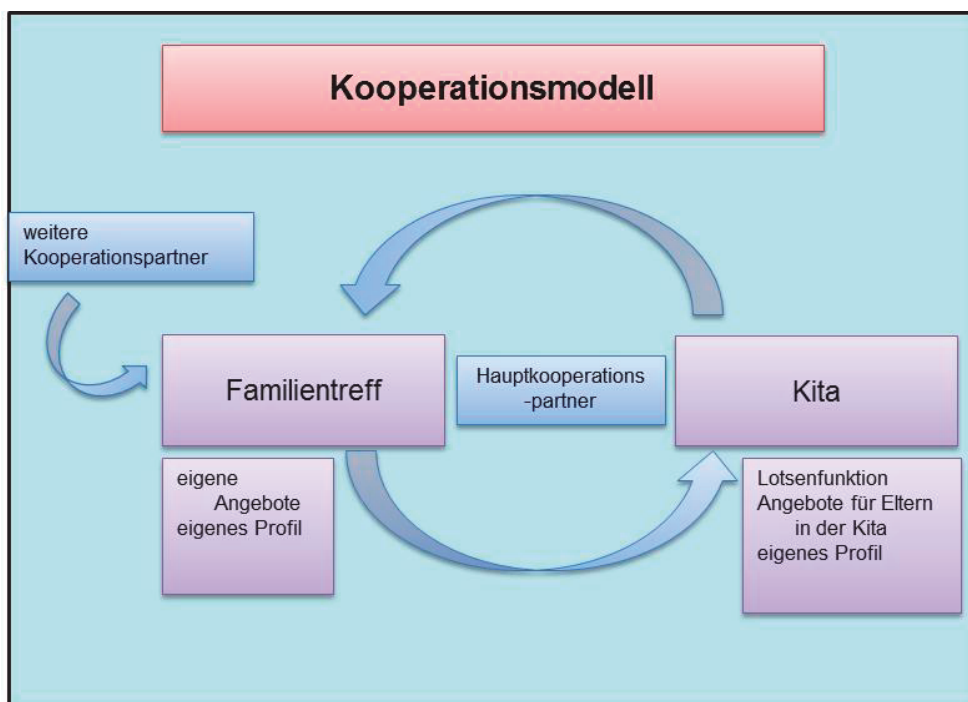 Kooperationsmodell
weitere
Kooperationspartner
Familientreff
Hauptkooperations
-partner
Kita
eigene
Angebote
eigenes Profil
Lotsenfunktion
Angebote für Eltern
in der Kita
eigenes Profil